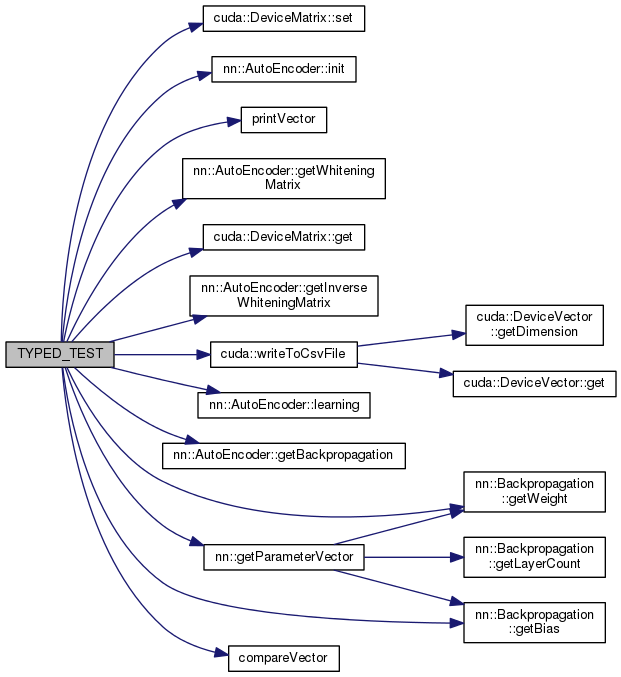 cuda::DeviceMatrix::set
nn::AutoEncoder::init
printVector
nn::AutoEncoder::getWhitening
Matrix
cuda::DeviceMatrix::get
nn::AutoEncoder::getInverse
WhiteningMatrix
TYPED_TEST
cuda::writeToCsvFile
cuda::DeviceVector
::getDimension
cuda::DeviceVector::get
nn::AutoEncoder::learning
nn::AutoEncoder::getBackpropagation
nn::Backpropagation
::getWeight
nn::getParameterVector
nn::Backpropagation
::getLayerCount
nn::Backpropagation
::getBias
compareVector